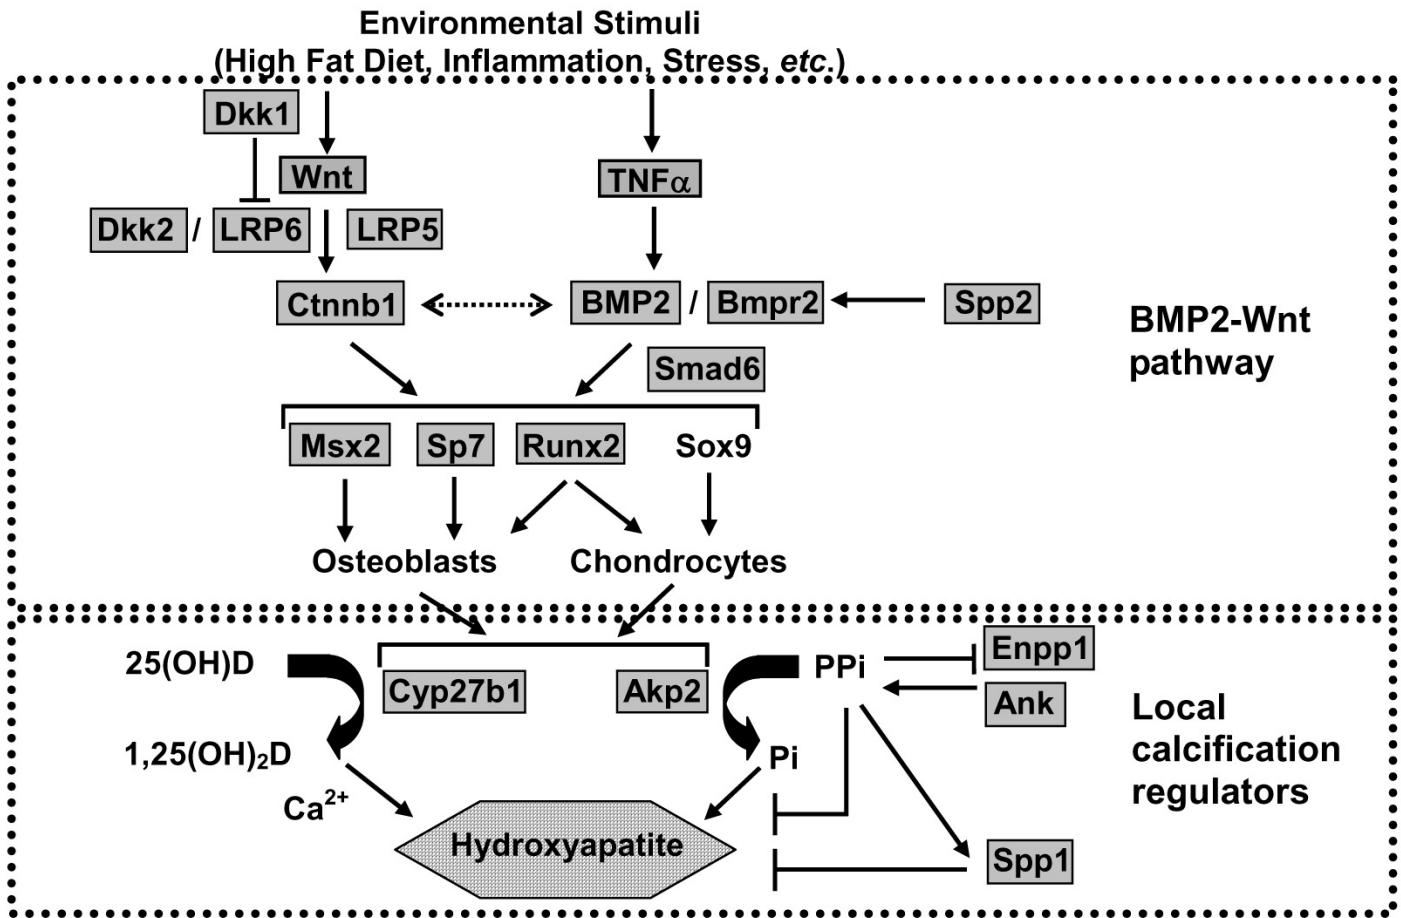 Environmental Stimuli
(High Fat Diet, Inflammation, Stress, etc.)
Dkk1
Wnt
TNFα
Dkk2 / LRP6 LRP5
Ctnnb1 BMP2 / Bmpr2 Spp2
BMP2-Wnt
pathway
Smad6
Msx2 Sp7 Runx2 Sox9
Osteoblasts Chondrocytes
25(OH)D PPi Enpp1
Cyp27b1 Akp2 Ank
Local
calcification
regulators
1,25(OH)₂D Pi
Ca²⁺
Hydroxyapatite
Spp1